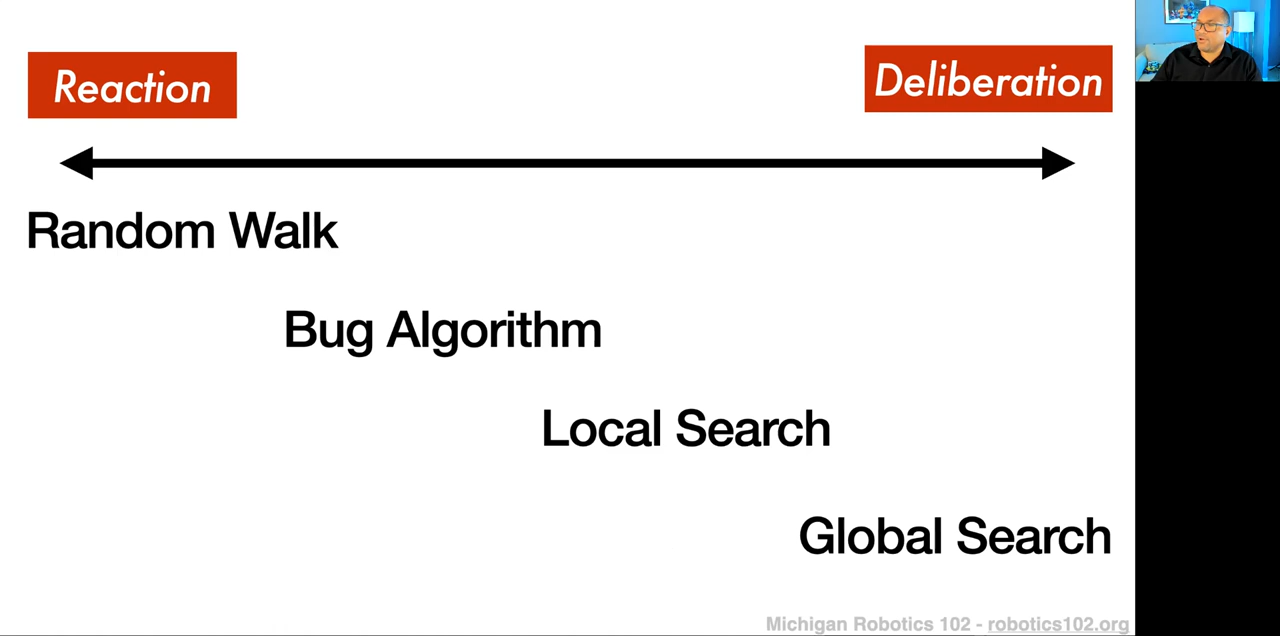 Reaction
Deliberation
Random Walk
Bug Algorithm
Local Search
Global Search
Michigan Robotics 102 - robotics102.org